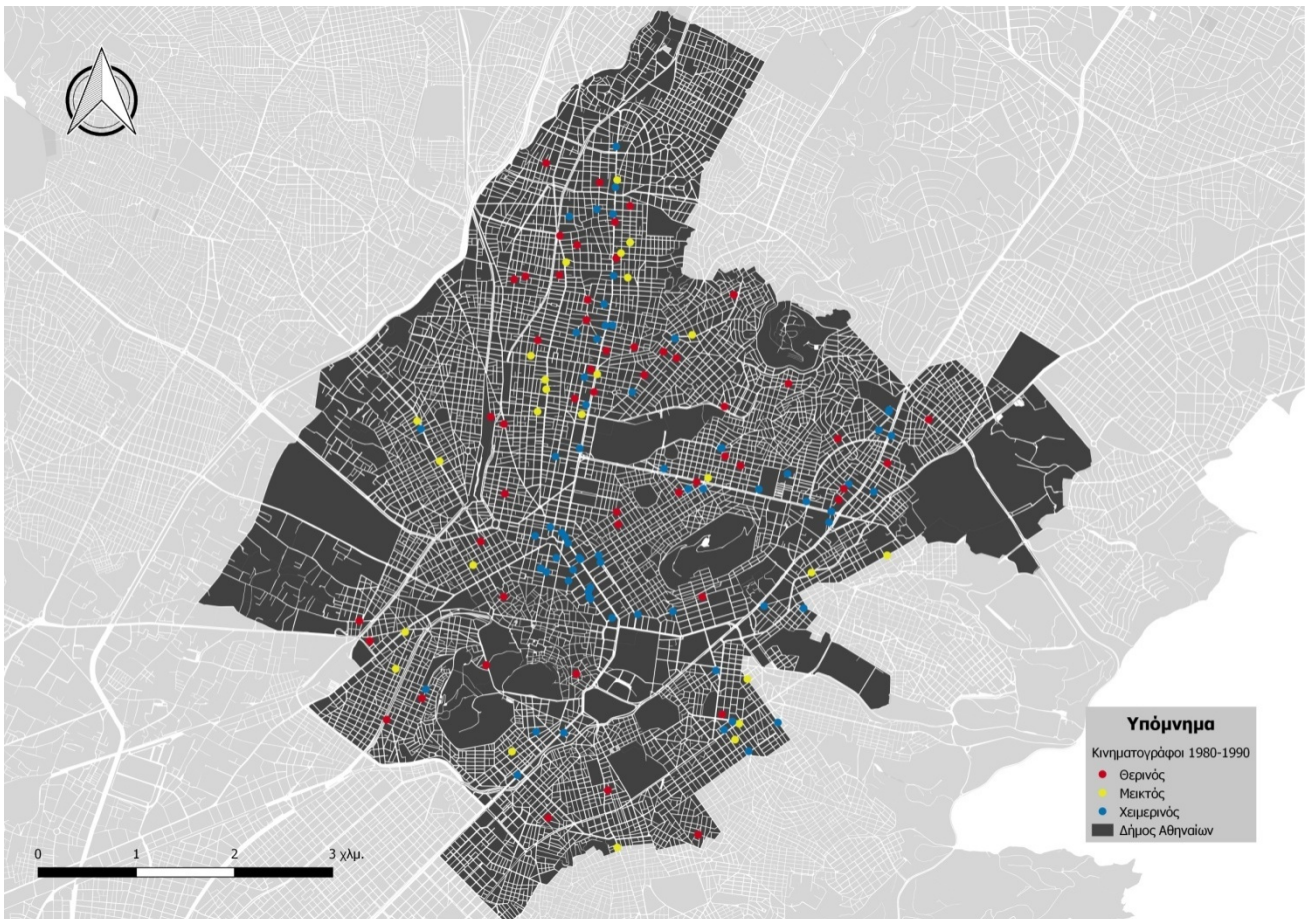 Υπόμνημα
Κινηματογράφοι 1980-1990
Θερινός
Μεικτός
Χειμερινός
Δήμος Αθηναίων
0 1 2 3 χλμ.